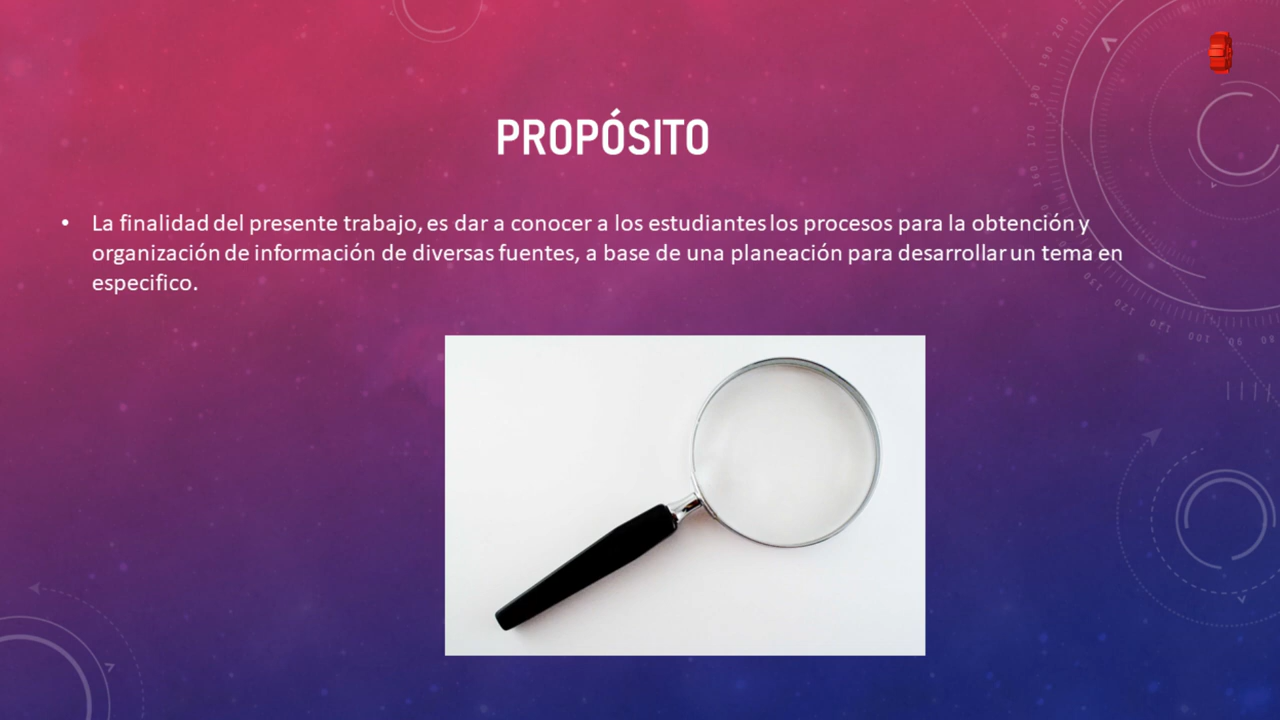 PROPÓSITO
• La finalidad del presente trabajo, es dar a conocer a los estudiantes los procesos para la obtención y
organización de información de diversas fuentes, a base de una planeación para desarrollar un tema en
especifico.